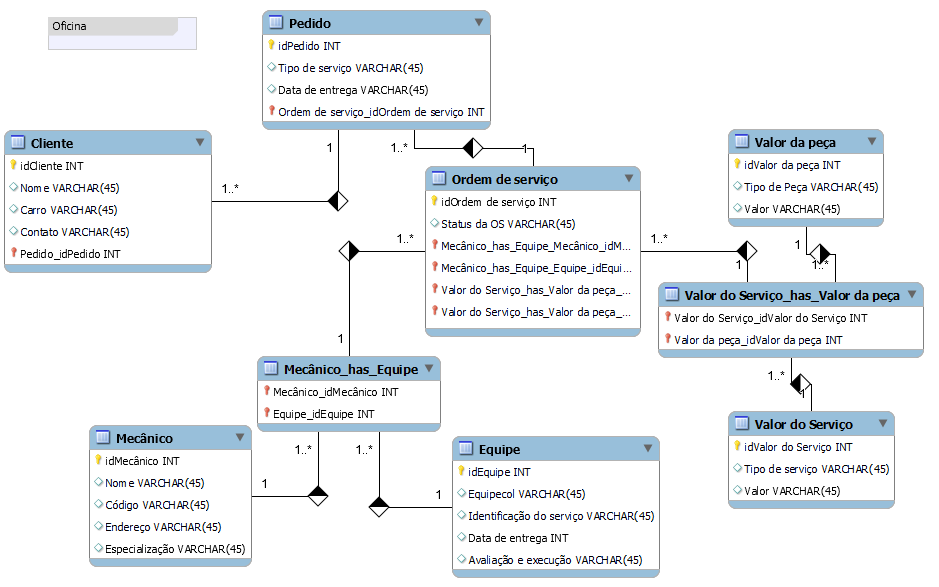 Oficina
Pedido
idPedido INT
Tipo de serviço VARCHAR(45)
Data de entrega VARCHAR(45)
Ordem de serviço_idOrdem de serviço INT
1
1..*
1
Cliente
idCliente INT
Nome VARCHAR(45)
Carro VARCHAR(45)
Contato VARCHAR(45)
Pedido_idPedido INT
1..*
Ordem de serviço
idOrdem de serviço INT
Status da OS VARCHAR(45)
Mecânico_has_Equipe_Mecânico_idM...
Mecânico_has_Equipe_Equipe_idEqui...
Valor do Serviço_has_Valor da peça_...
Valor do Serviço_has_Valor da peça_...
1..*
1
1..*
1
Valor da peça
idValor da peça INT
Tipo de Peça VARCHAR(45)
Valor VARCHAR(45)
1
1..*
Valor do Serviço_has_Valor da peça
Valor do Serviço_idValor do Serviço INT
Valor da peça_idValor da peça INT
1..*
1
Valor do Serviço
idValor do Serviço INT
Tipo de serviço VARCHAR(45)
Valor VARCHAR(45)
Mecânico_has_Equipe
Mecânico_idMecânico INT
Equipe_idEquipe INT
1..*
1..*
1
1
Mecânico
idMecânico INT
Nome VARCHAR(45)
Código VARCHAR(45)
Endereço VARCHAR(45)
Especialização VARCHAR(45)
Equipe
idEquipe INT
Equipecol VARCHAR(45)
Identificação do serviço VARCHAR(45)
Data de entrega INT
Avaliação e execução VARCHAR(45)